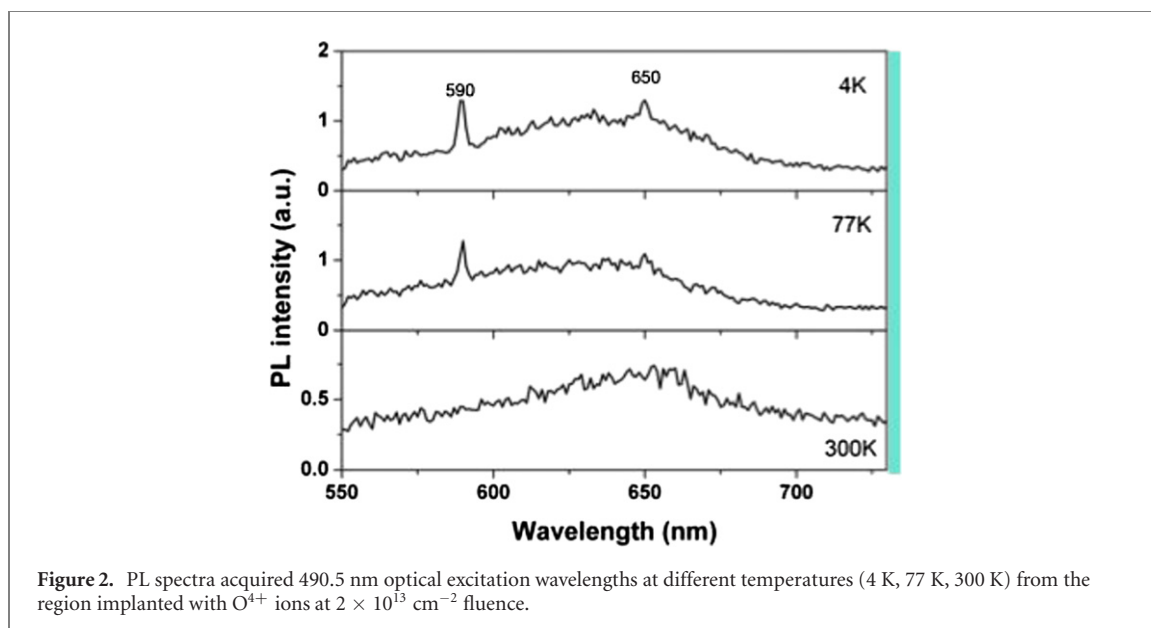 2
590
650
4K
1
0
77K
1
0
0.5
300K
0.0
550
600
650
700
PL intensity (a.u.)
Wavelength (nm)
Figure 2. PL spectra acquired 490.5 nm optical excitation wavelengths at different temperatures (4 K, 77 K, 300 K) from the
region implanted with O⁴⁺ ions at 2 × 10¹³ cm⁻² fluence.